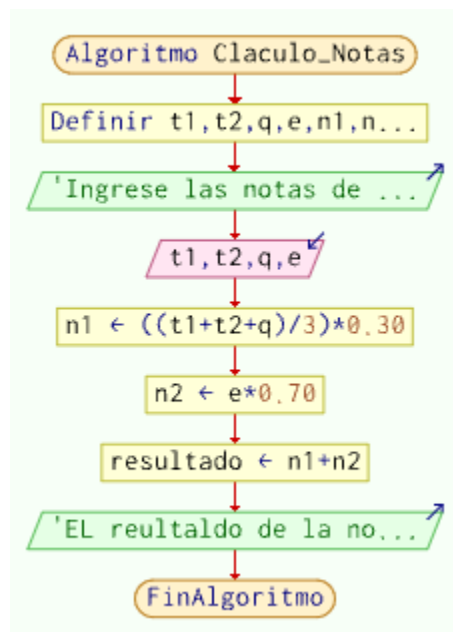 Algoritmo Claculo_Notas
Definir t1,t2,q,e,n1,n...
'Ingrese las notas de ...
t1,t2,q,e
n1 ← ((t1+t2+q)/3)*0.30
n2 ← e*0.70
resultado ← n1+n2
'EL reultaldo de la no...
FinAlgoritmo